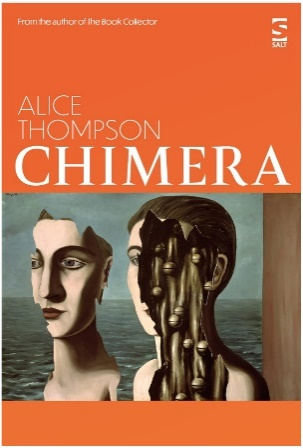 From the author of The Book Collector
SALT
ALICE
THOMPSON
CHIMERA